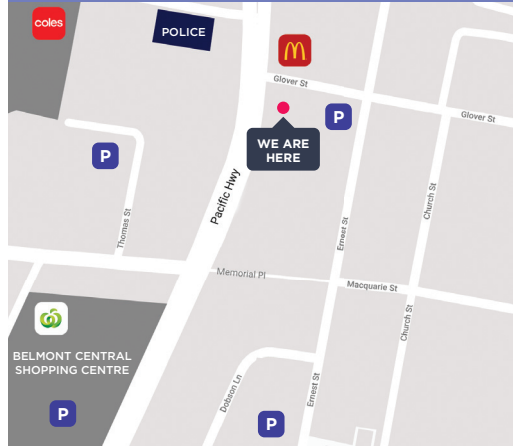 coles
POLICE
Glover St
P
Glover St
WE ARE
HERE
P
Pacific Hwy
Thomas St
Ernest St
Church St
Memorial Pl
Macquarie St
BELMONT CENTRAL
SHOPPING CENTRE
Church St
Dobson Ln
Ernest St
P
P